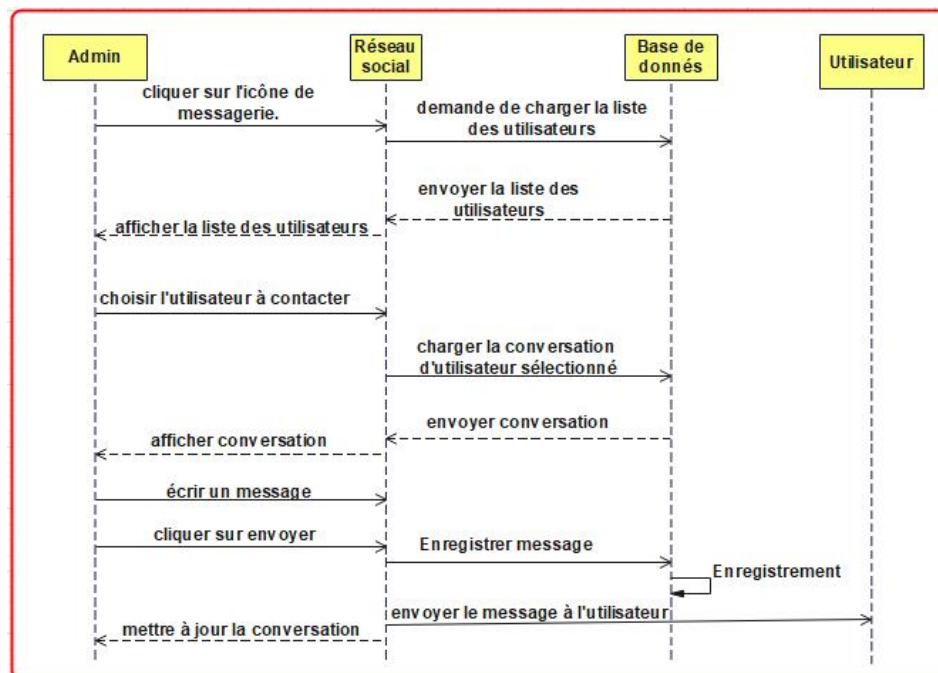 Admin
Réseau
social
Base de
donnés
Utilisateur
cliquer sur l'icône de
messagerie.
demande de charger la liste
des utilisateurs
envoyer la liste des
utilisateurs
afficher la liste des utilisateurs
choisir l'utilisateur à contacter
charger la conversation
d'utilisateur sélectionné
envoyer conversation
afficher conversation
écrir un message
cliquer sur envoyer
Enregistrer message
Enregistrement
envoyer le message à l'utilisateur
mettre à jour la conversation